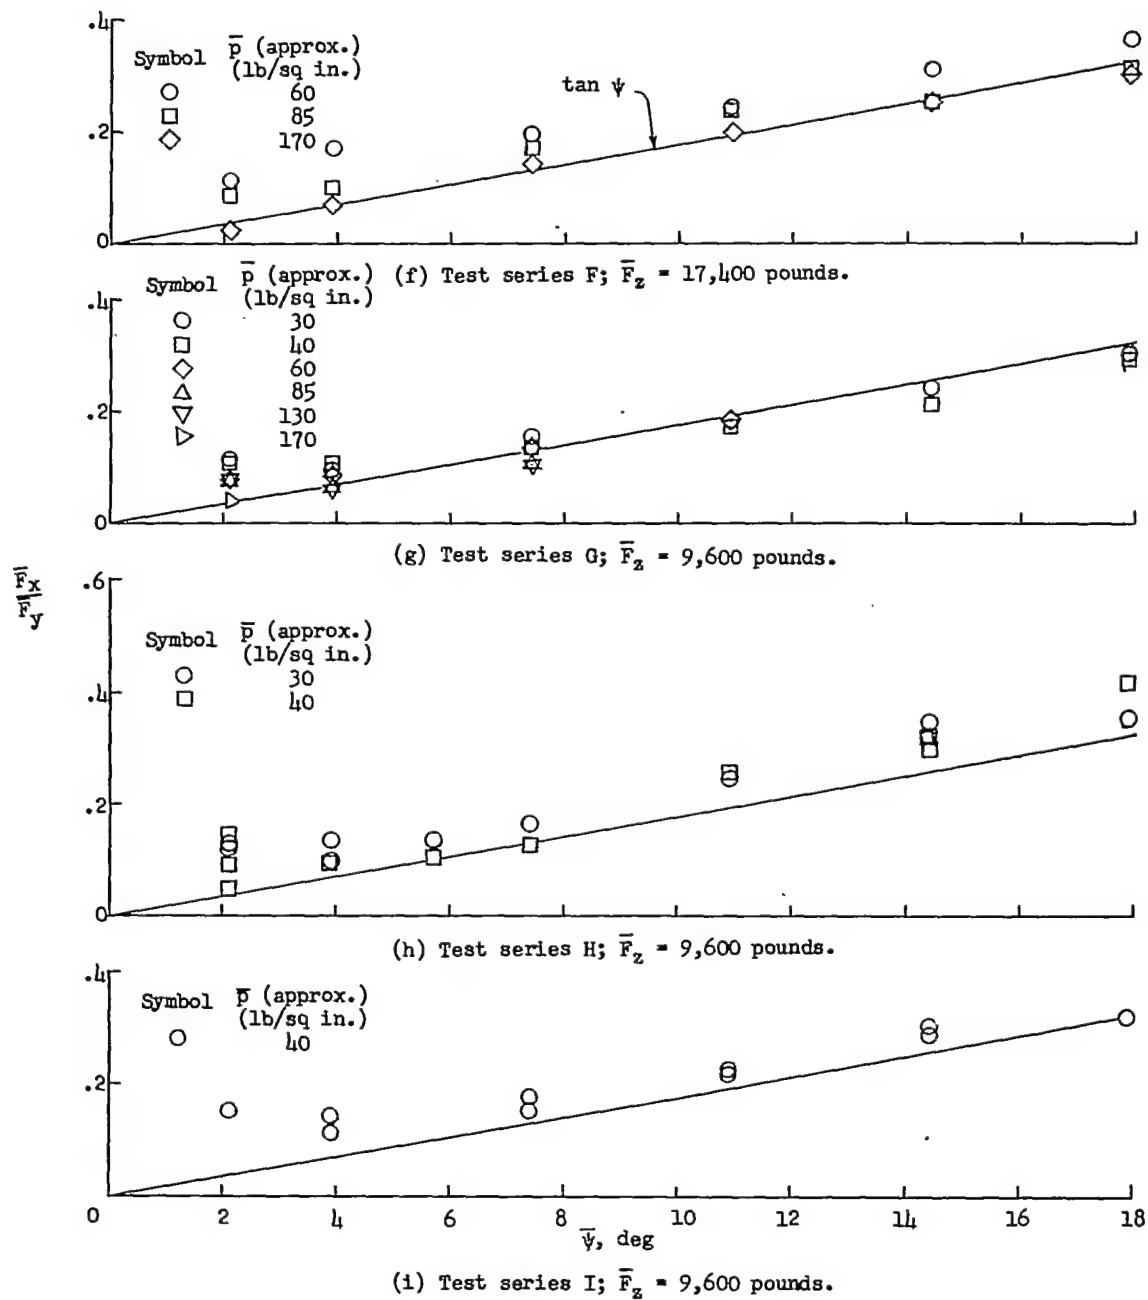 .4
Symbol p̅ (approx.)
(lb/sq in.)
60
85
170
tan ψ
.2
0
(f) Test series F; F̅z = 17,400 pounds.
Symbol p̅ (approx.)
(lb/sq in.)
.4
30
40
60
85
130
170
.2
0
(g) Test series G; F̅z = 9,600 pounds.
.6
Symbol p̅ (approx.)
(lb/sq in.)
30
40
.4
.2
0
F̅x
F̅y
(h) Test series H; F̅z = 9,600 pounds.
.4
Symbol p̅ (approx.)
(lb/sq in.)
40
.2
0 2 4 6 8 10 12 14 16 18
ψ̅, deg
(i) Test series I; F̅z = 9,600 pounds.